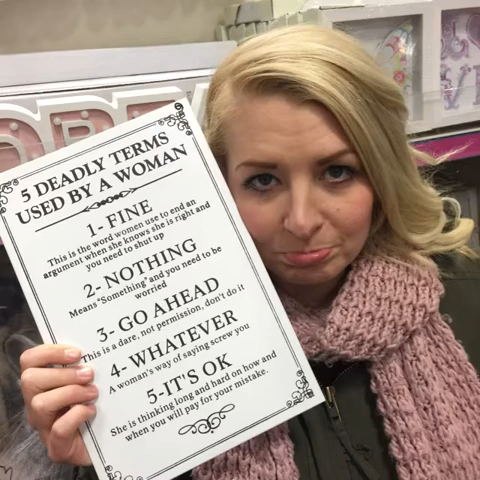 5 DEADLY TERMS
USED BY A WOMAN
1- FINE
This is the word women use to end an
argument when she knows she is right and
you need to shut up
2- NOTHING
Means "Something" and you need to be
worried
3- GO AHEAD
This is a dare, not permission, don't do it
4- WHATEVER
A woman's way of saying screw you
5-IT'S OK
She is thinking long and hard on how and
when you will pay for your mistake.